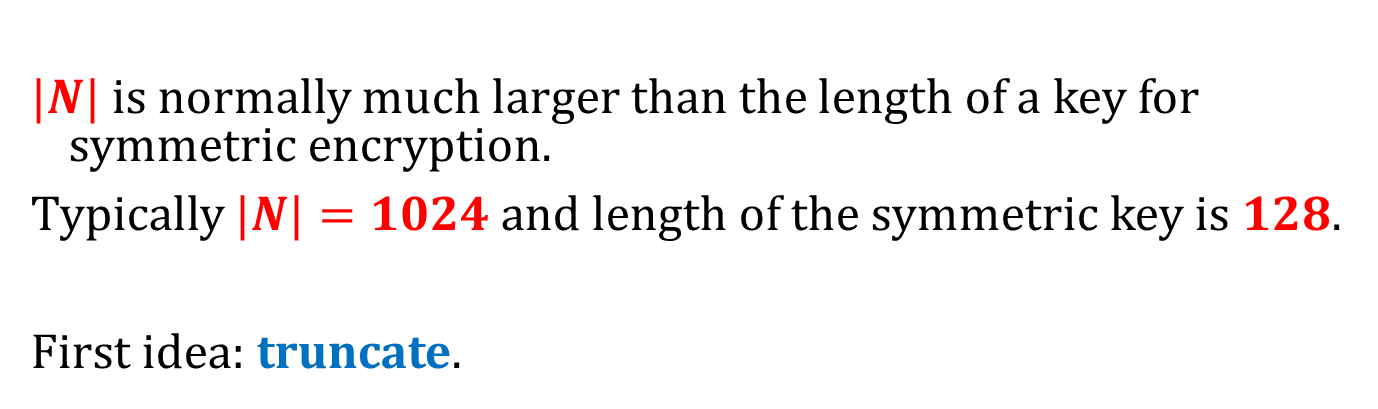 |N| is normally much larger than the length of a key for
symmetric encryption.
Typically |N| = 1024 and length of the symmetric key is 128.
First idea: truncate.